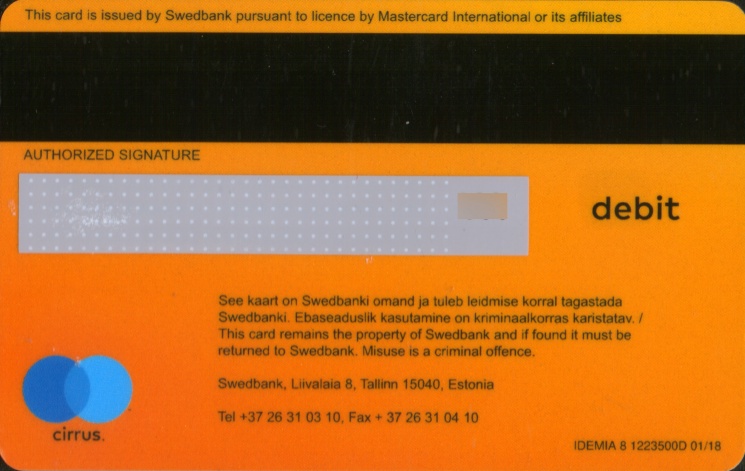 This card is issued by Swedbank pursuant to licence by Mastercard International or its affiliates
AUTHORIZED SIGNATURE
debit
See kaart on Swedbanki omand ja tuleb leidmise korral tagastada
Swedbanki. Ebaseaduslik kasutamine on kriminaalkorras karistatav. /
This card remains the property of Swedbank and if found it must be
returned to Swedbank. Misuse is a criminal offence.
Swedbank, Liivalaia 8, Tallinn 15040, Estonia
Tel +37 26 31 03 10, Fax + 37 26 31 04 10
cirrus.
IDEMIA 8 1223500D 01/18